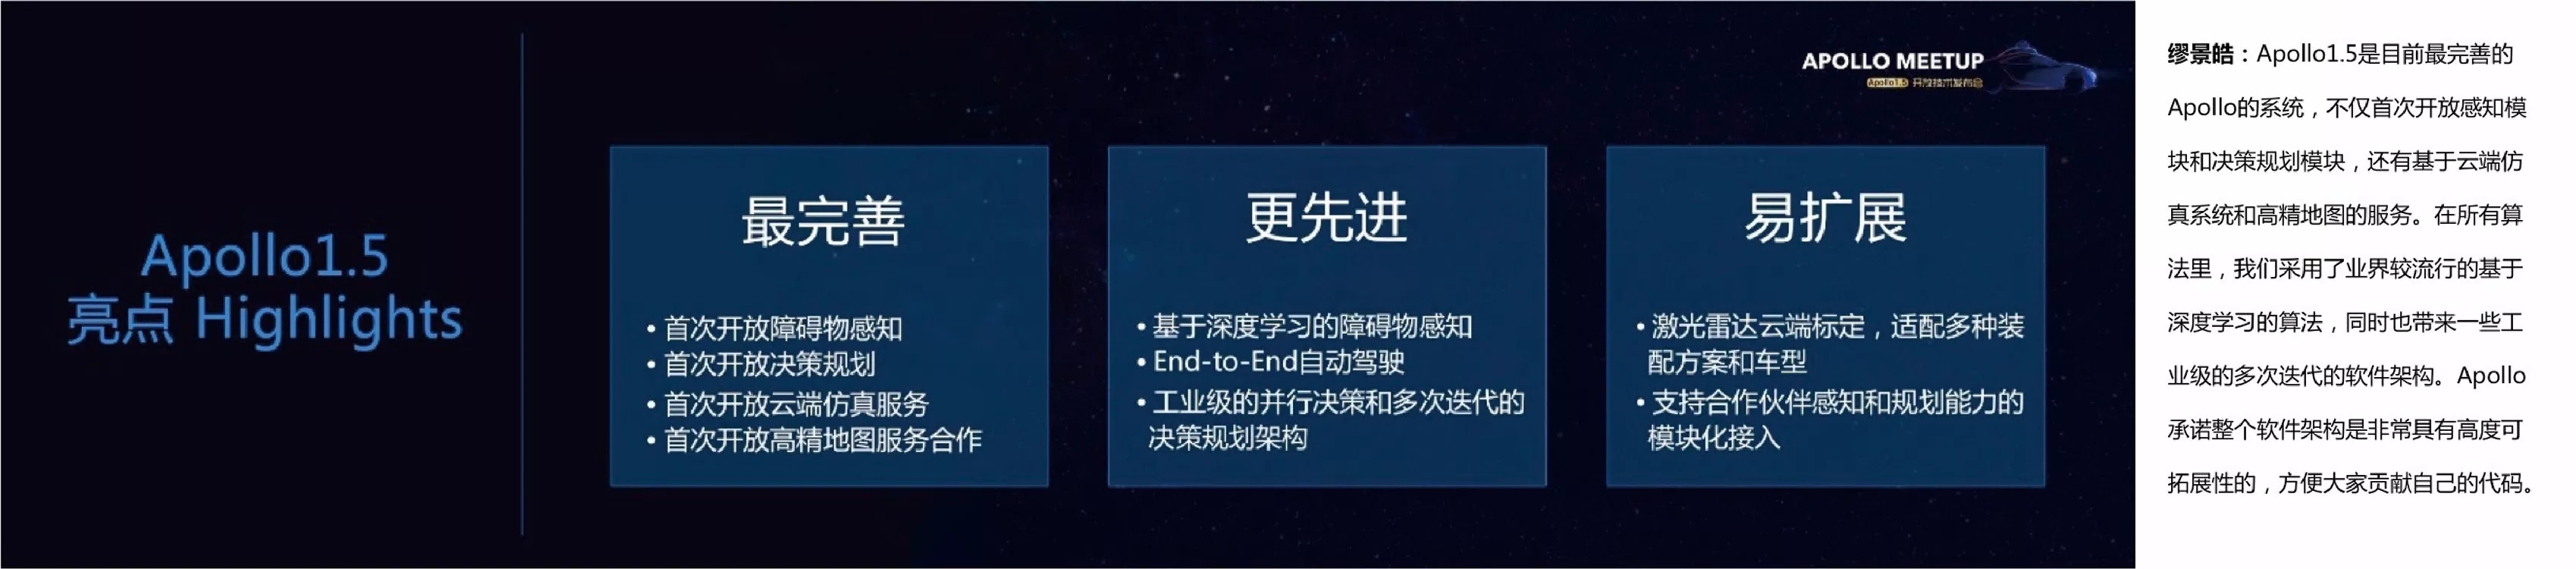 Apollo1.5
亮点 Highlights
APOLLO MEETUP
Apollo1.5 开放技术发布会
最完善
• 首次开放障碍物感知
• 首次开放决策规划
• 首次开放云端仿真服务
• 首次开放高精地图服务合作
更先进
• 基于深度学习的障碍物感知
• End-to-End自动驾驶
• 工业级的并行决策和多次迭代的
决策规划架构
易扩展
• 激光雷达云端标定，适配多种装
配方案和车型
• 支持合作伙伴感知和规划能力的
模块化接入
缪景皓：Apollo1.5是目前最完善的
Apollo的系统，不仅首次开放感知模
块和决策规划模块，还有基于云端仿
真系统和高精地图的服务。在所有算
法里，我们采用了业界较流行的基于
深度学习的算法，同时也带来一些工
业级的多次迭代的软件架构。Apollo
承诺整个软件架构是非常具有高度可
拓展性的，方便大家贡献自己的代码。